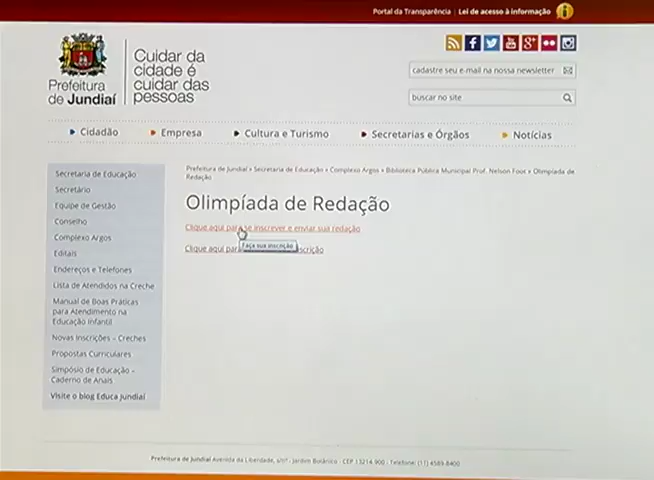 Portal da Transparência | Lei de acesso à informação
Prefeitura
de Jundiaí
Cuidar da
cidade é
cuidar das
pessoas
cadastre seu e-mail na nossa newsletter
buscar no site
Cidadão
Empresa
Cultura e Turismo
Secretarias e Órgãos
Notícias
Secretaria de Educação
Secretário
Equipe de Gestão
Conselho
Complexo Argos
Editais
Endereços e Telefones
Lista de Atendidos na Creche
Manual de Boas Práticas
para Atendimento na
Educação Infantil
Novas Inscrições – Creches
Propostas Curriculares
Simpósio de Educação –
Caderno de Anais
Visite o blog Educa Jundiaí
Prefeitura de Jundiaí » Secretaria de Educação » Complexo Argos » Biblioteca Pública Municipal Prof. Nelson Foot » Olimpíada de
Redação
Olimpíada de Redação
Clique aqui para se inscrever e enviar sua redação
Faça sua inscrição
Clique aqui par scrição
Prefeitura de Jundiaí Avenida da Liberdade, s/nº - Jardim Botânico - CEP 13214-900 - Telefone: (11) 4589-8400